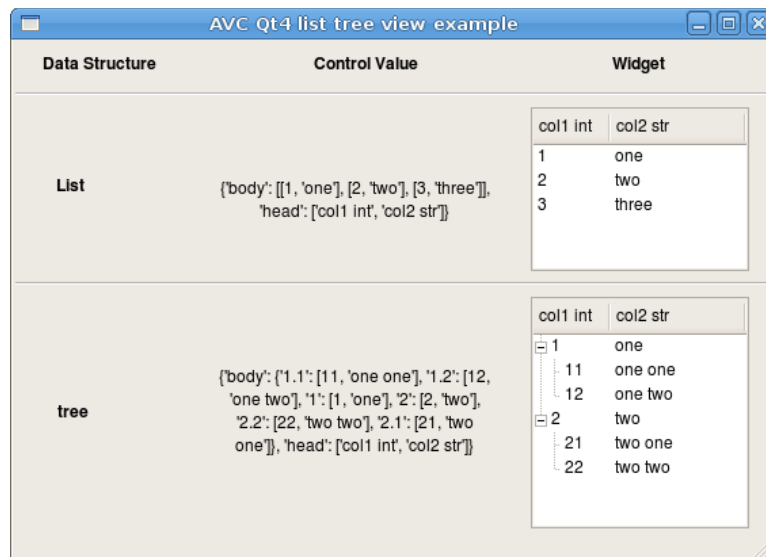 AVC Qt4 list tree view example
Data Structure Control Value Widget
col1 int col2 str
1 one
2 two
3 three
List
{'body': [[1, 'one'], [2, 'two'], [3, 'three']],
'head': ['col1 int', 'col2 str']}
col1 int col2 str
1 one
11 one one
12 one two
2 two
21 two one
22 two two
tree
{'body': {'1.1': [11, 'one one'], '1.2': [12,
'one two'], '1': [1, 'one'], '2': [2, 'two'],
'2.2': [22, 'two two'], '2.1': [21, 'two
one']}, 'head': ['col1 int', 'col2 str']}